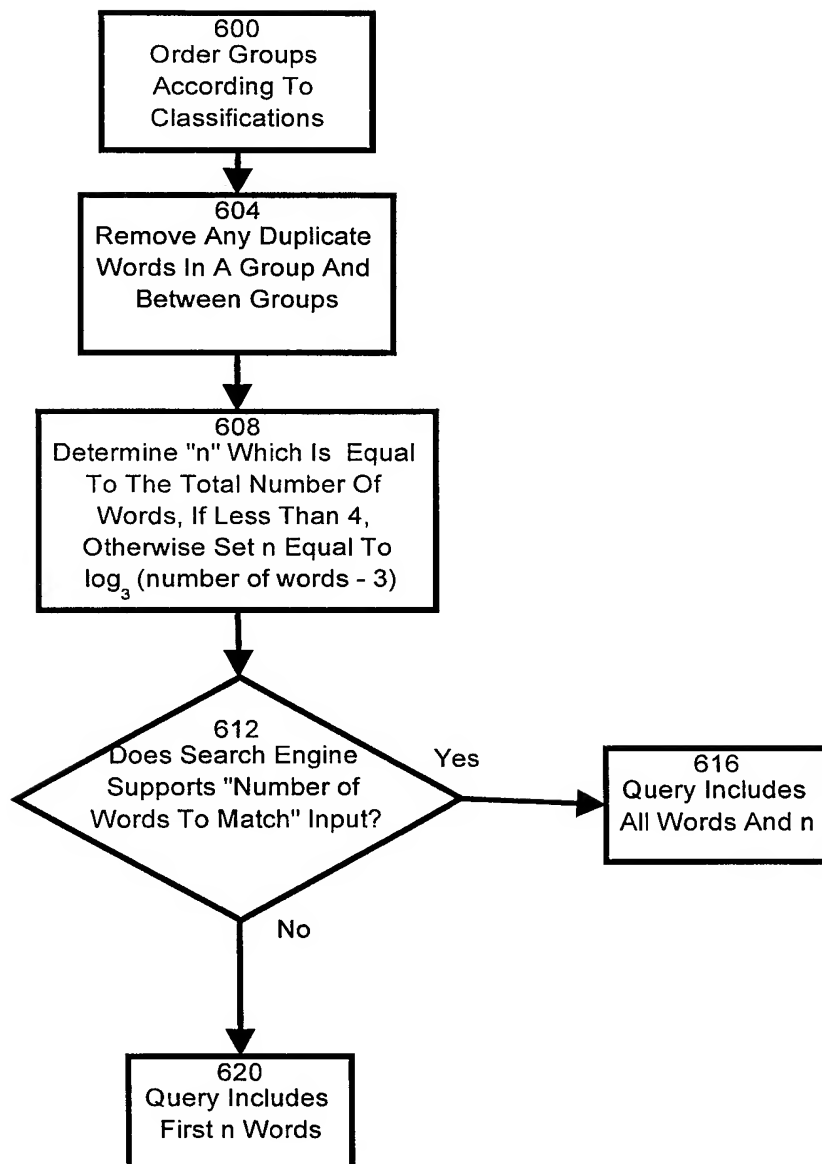 600
Order Groups
According To
Classifications
604
Remove Any Duplicate
Words In A Group And
Between Groups
608
Determine "n" Which Is Equal
To The Total Number Of
Words, If Less Than 4,
Otherwise Set n Equal To
log₃ (number of words - 3)
612
Does Search Engine
Supports "Number of
Words To Match" Input?
Yes
616
Query Includes
All Words And n
No
620
Query Includes
First n Words